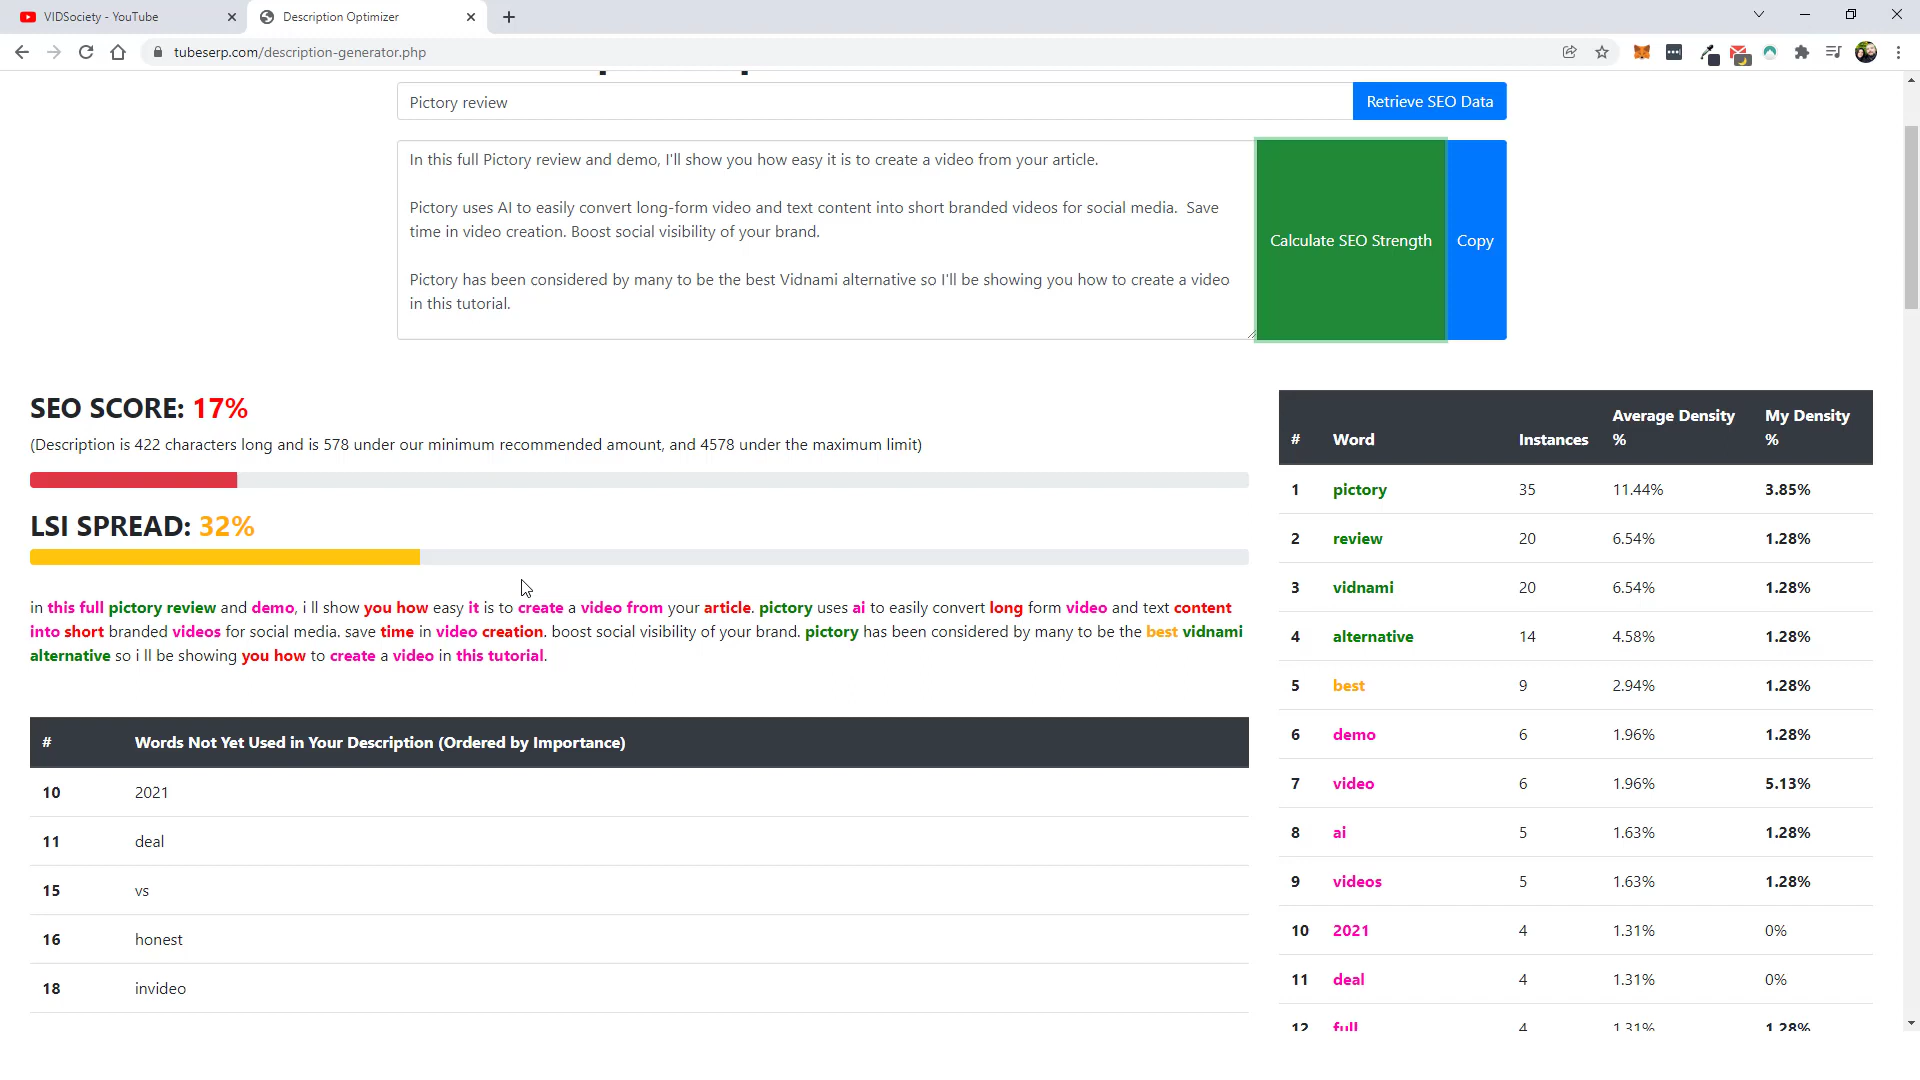 VIDSociety - YouTube
Description Optimizer
tubeserp.com/description-generator.php
Pictory review
Retrieve SEO Data
In this full Pictory review and demo, I'll show you how easy it is to create a video from your article.
Pictory uses AI to easily convert long-form video and text content into short branded videos for social media.  Save
time in video creation. Boost social visibility of your brand.
Pictory has been considered by many to be the best Vidnami alternative so I'll be showing you how to create a video
in this tutorial.
Calculate SEO Strength
Copy
SEO SCORE: 17%
(Description is 422 characters long and is 578 under our minimum recommended amount, and 4578 under the maximum limit)
LSI SPREAD: 32%
in this full pictory review and demo, i ll show you how easy it is to create a video from your article. pictory uses ai to easily convert long form video and text content
into short branded videos for social media. save time in video creation. boost social visibility of your brand. pictory has been considered by many to be the best vidnami
alternative so i ll be showing you how to create a video in this tutorial.
# Words Not Yet Used in Your Description (Ordered by Importance)
10 2021
11 deal
15 vs
16 honest
18 invideo
# Word Instances Average Density % My Density %
1 pictory 35 11.44% 3.85%
2 review 20 6.54% 1.28%
3 vidnami 20 6.54% 1.28%
4 alternative 14 4.58% 1.28%
5 best 9 2.94% 1.28%
6 demo 6 1.96% 1.28%
7 video 6 1.96% 5.13%
8 ai 5 1.63% 1.28%
9 videos 5 1.63% 1.28%
10 2021 4 1.31% 0%
11 deal 4 1.31% 0%
12 full 4 1.31% 1.28%